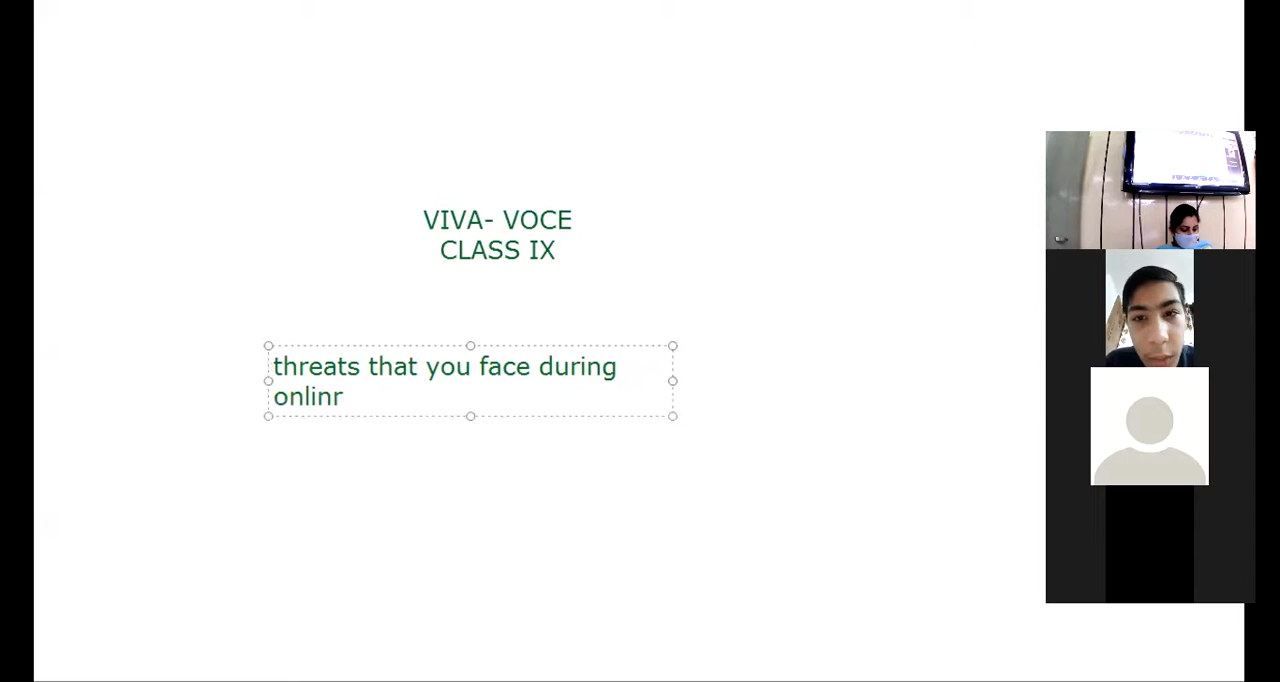 VIVA- VOCE
CLASS IX
threats that you face during
onlinr